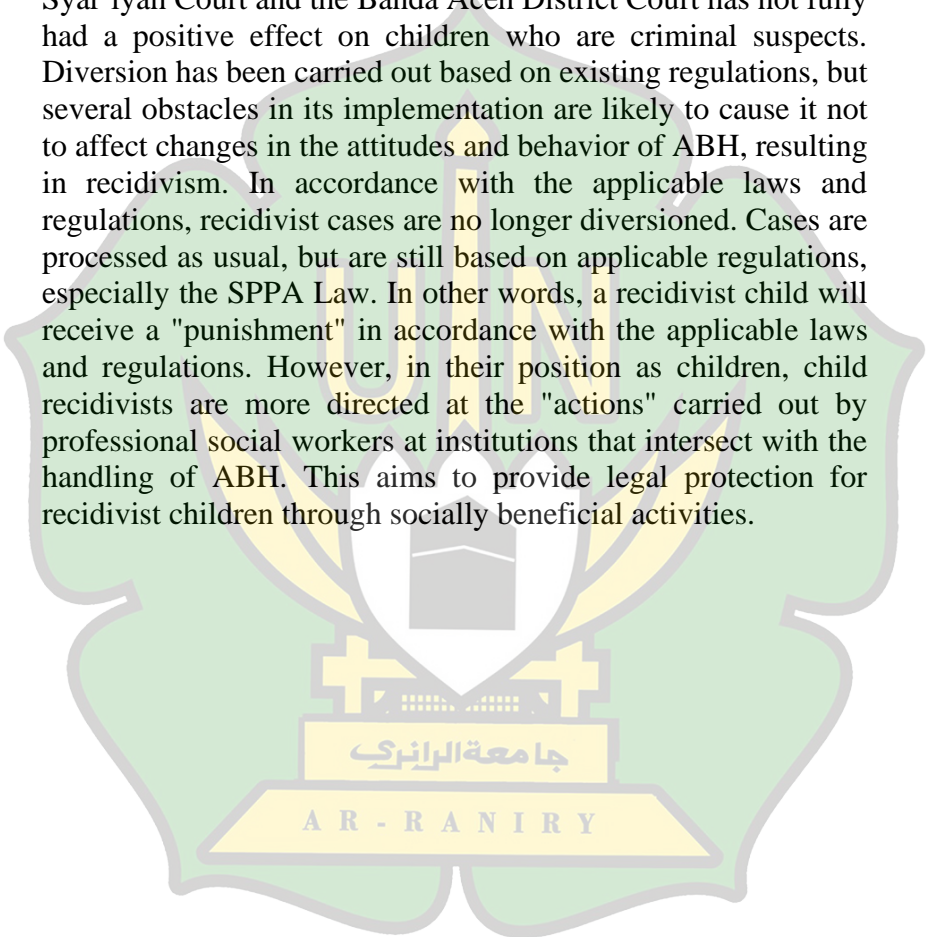 Syar'iyah Court and the Banda Aceh District Court has not fully
had a positive effect on children who are criminal suspects.
Diversion has been carried out based on existing regulations, but
several obstacles in its implementation are likely to cause it not
to affect changes in the attitudes and behavior of ABH, resulting
in recidivism. In accordance with the applicable laws and
regulations, recidivist cases are no longer diversioned. Cases are
processed as usual, but are still based on applicable regulations,
especially the SPPA Law. In other words, a recidivist child will
receive a "punishment" in accordance with the applicable laws
and regulations. However, in their position as children, child
recidivists are more directed at the "actions" carried out by
professional social workers at institutions that intersect with the
handling of ABH. This aims to provide legal protection for
recidivist children through socially beneficial activities.
UIN
جامعة الرانري
AR-RANIRY